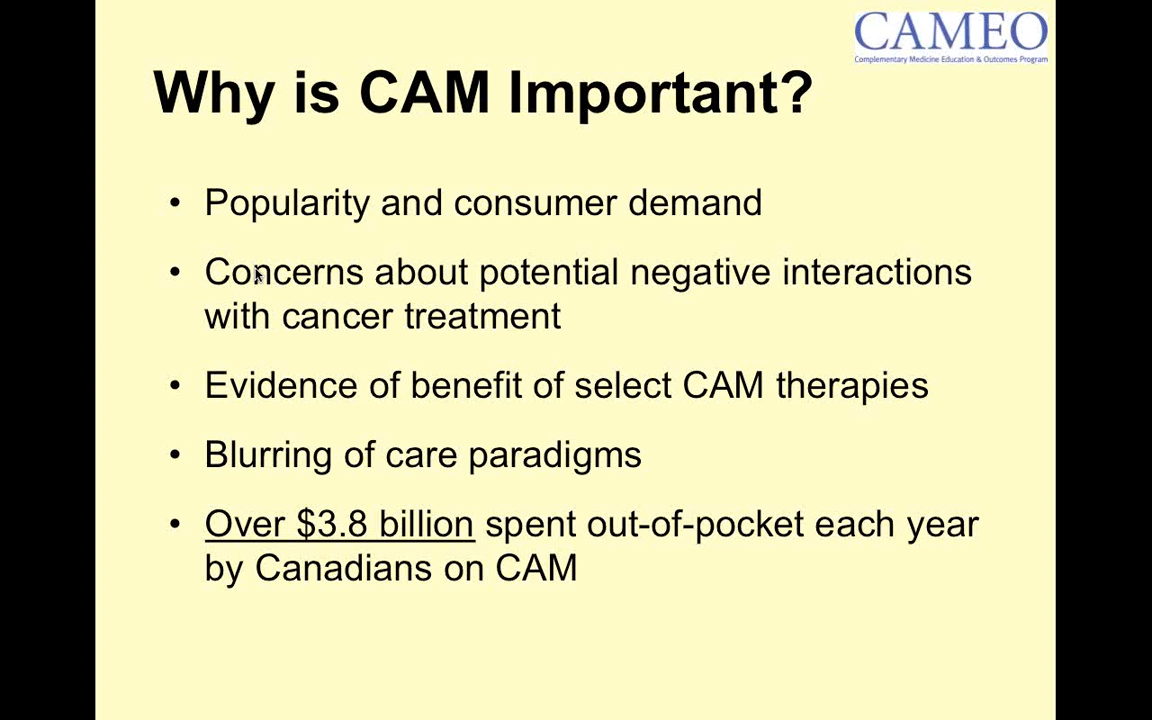 CAMEO
Complementary Medicine Education & Outcomes Program
Why is CAM Important?
• Popularity and consumer demand
• Concerns about potential negative interactions
with cancer treatment
• Evidence of benefit of select CAM therapies
• Blurring of care paradigms
• Over $3.8 billion spent out-of-pocket each year
by Canadians on CAM